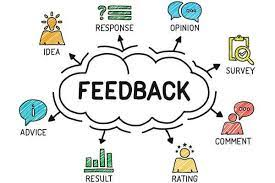 RESPONSE
OPINION
IDEA
SURVEY
FEEDBACK
ADVICE
COMMENT
RESULT
RATING